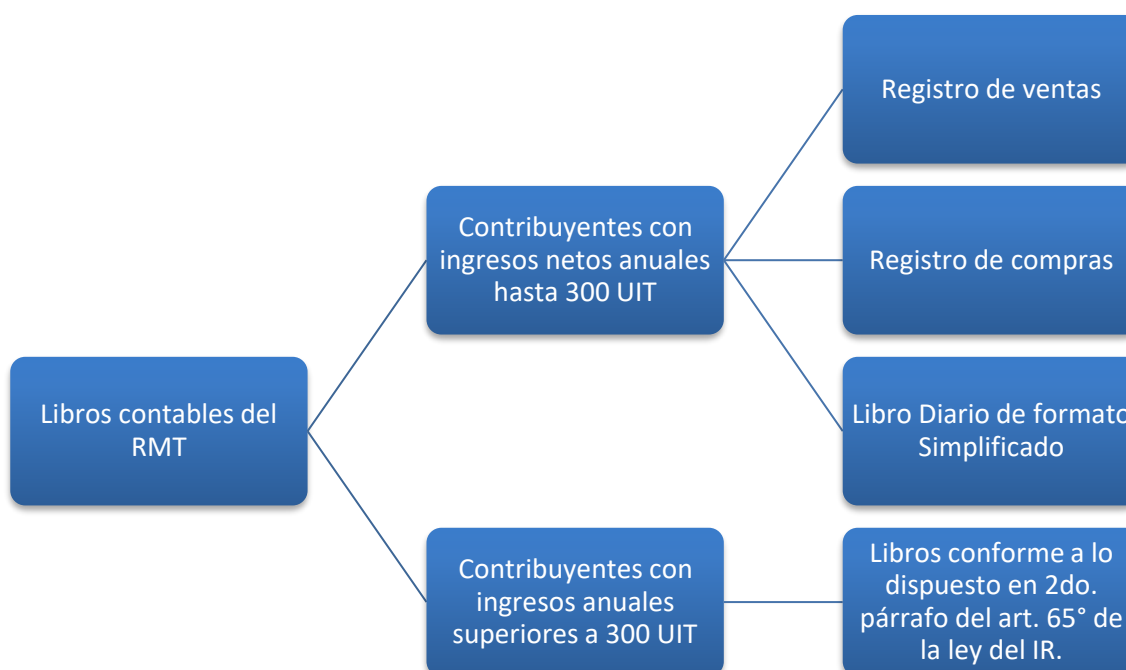 Registro de ventas
Contribuyentes con
ingresos netos anuales
hasta 300 UIT
Registro de compras
Libros contables del
RMT
Libro Diario de formato
Simplificado
Contribuyentes con
ingresos anuales
superiores a 300 UIT
Libros conforme a lo
dispuesto en 2do.
párrafo del art. 65° de
la ley del IR.